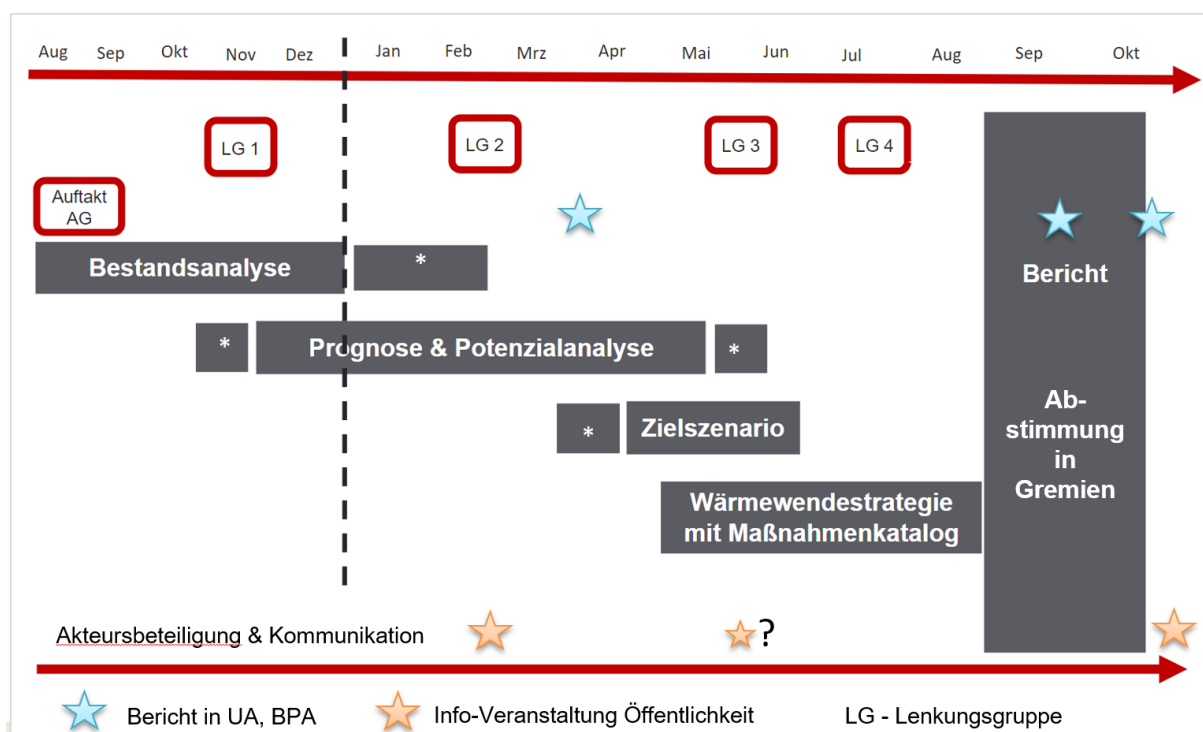 Aug Sep Okt Nov Dez Jan Feb Mrz Apr Mai Jun Jul Aug Sep Okt
LG 1
LG 2
LG 3
LG 4
Auftakt
AG
Bestandsanalyse
*
Bericht
*
Prognose & Potenzialanalyse
*
*
Zielszenario
Ab-
stimmung
in
Gremien
Wärmewendestrategie
mit Maßnahmenkatalog
Akteursbeteiligung & Kommunikation
?
Bericht in UA, BPA
Info-Veranstaltung Öffentlichkeit
LG - Lenkungsgruppe